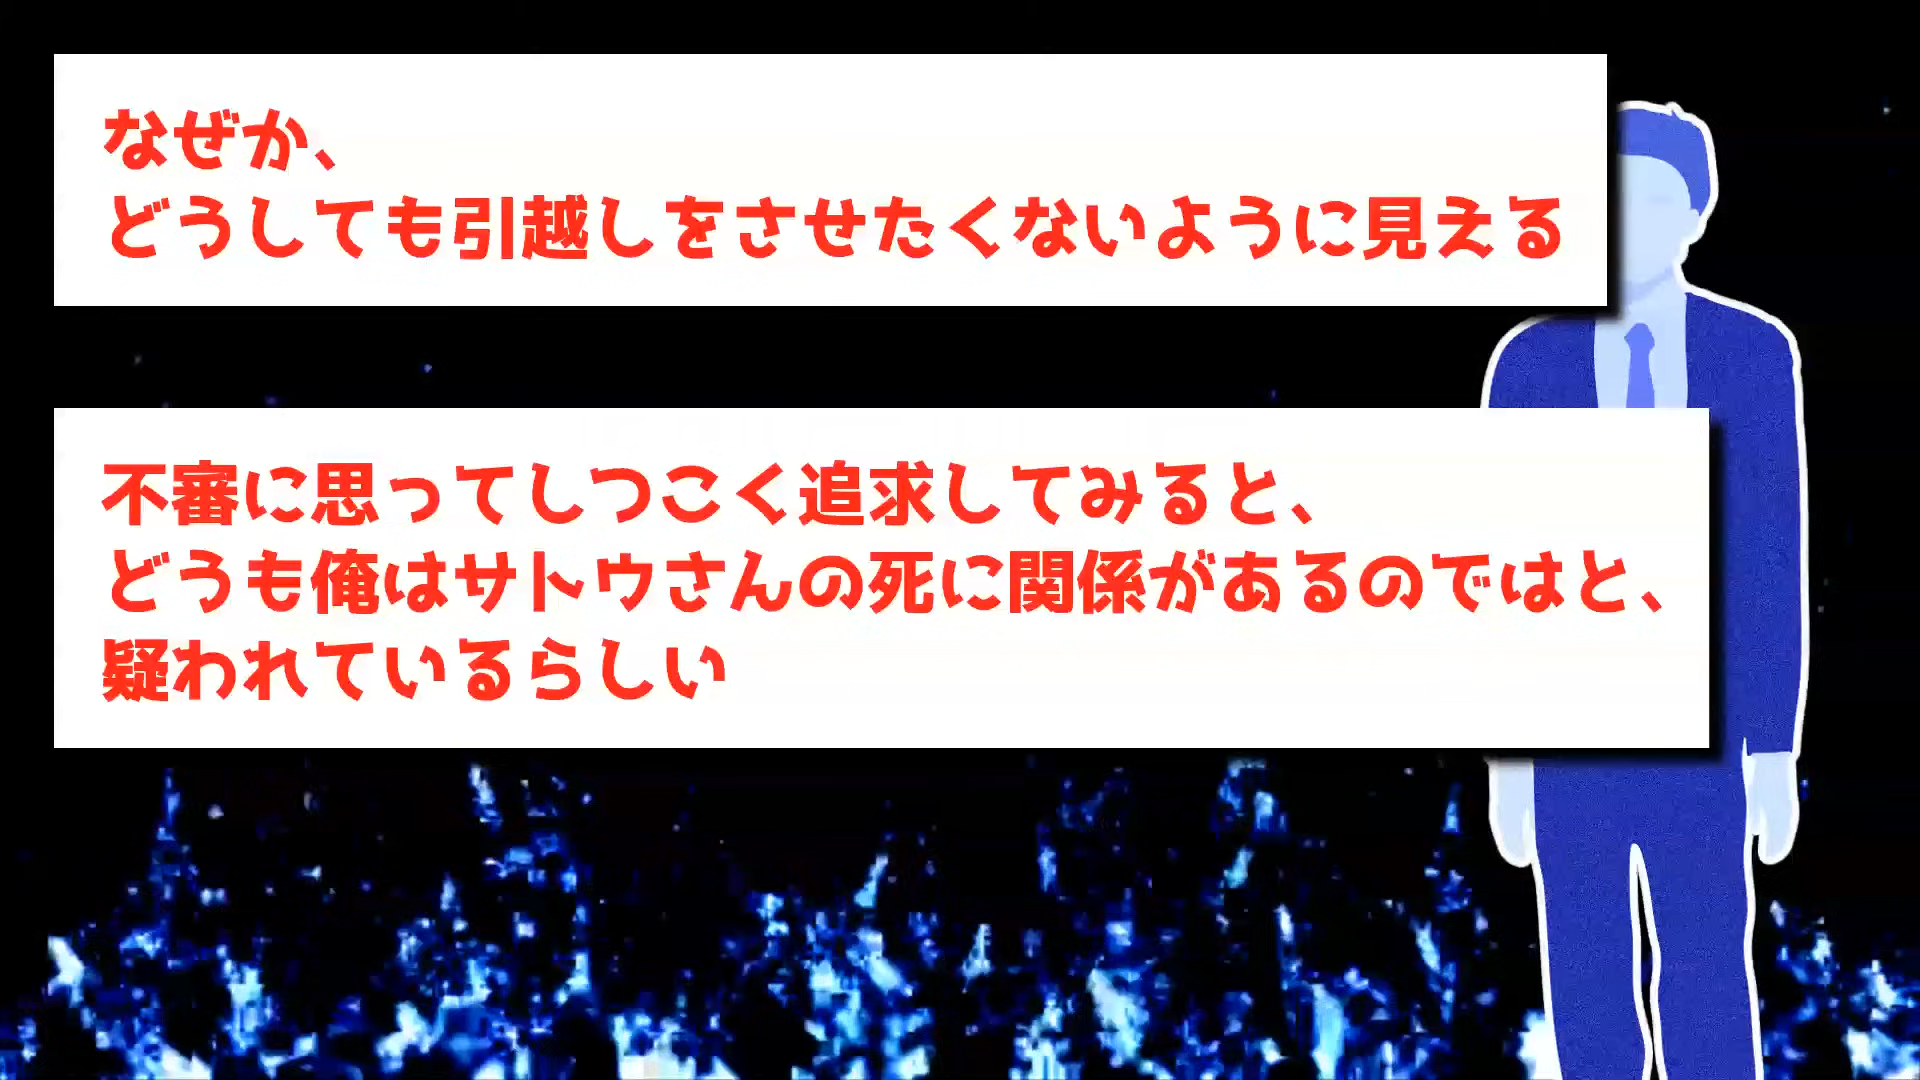 なぜか、
どうしても引越しをさせたくないように見える
不審に思ってしつこく追求してみると、
どうも俺はサトウさんの死に関係があるのではと、
疑われているらしい